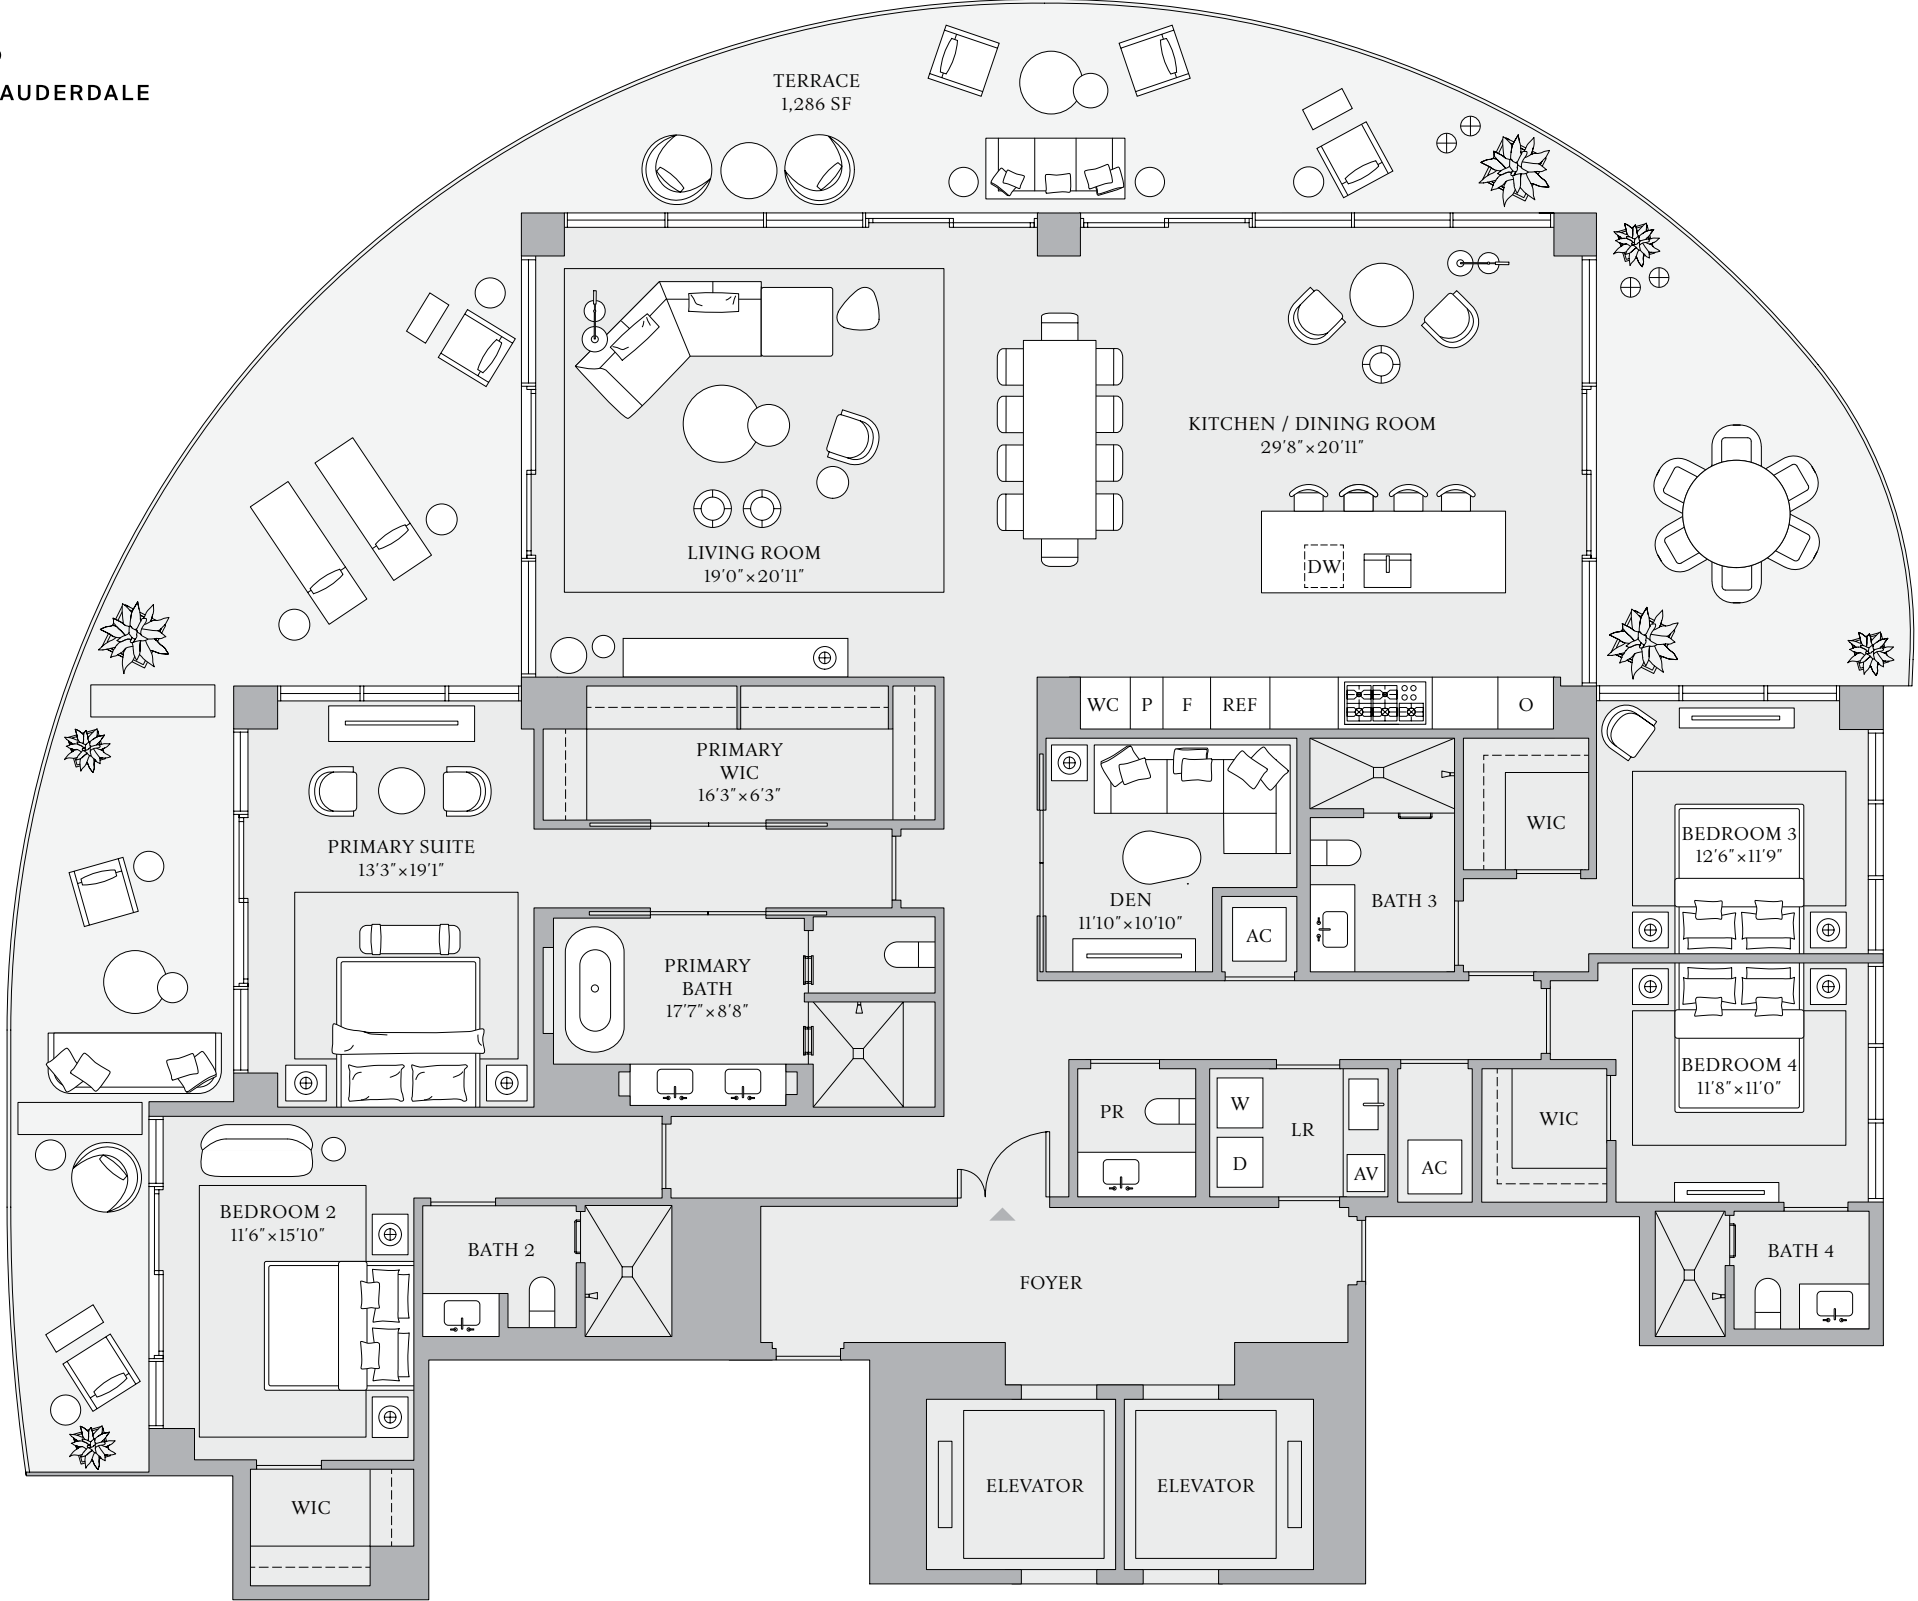 AUDERDALE
TERRACE
1,286 SF
KITCHEN / DINING ROOM
29'8"×20'11"
DW
LIVING ROOM
19'0"×20'11"
WC
P
F
REF
O
PRIMARY
WIC
16'3"×6'3"
PRIMARY SUITE
13'3"×19'1"
WIC
BEDROOM 3
12'6"×11'9"
DEN
11'10"×10'10"
BATH 3
AC
PRIMARY
BATH
17'7"×8'8"
BEDROOM 4
11'8"×11'0"
PR
W
D
LR
AV
AC
WIC
BEDROOM 2
11'6"×15'10"
BATH 2
FOYER
BATH 4
ELEVATOR
ELEVATOR
WIC